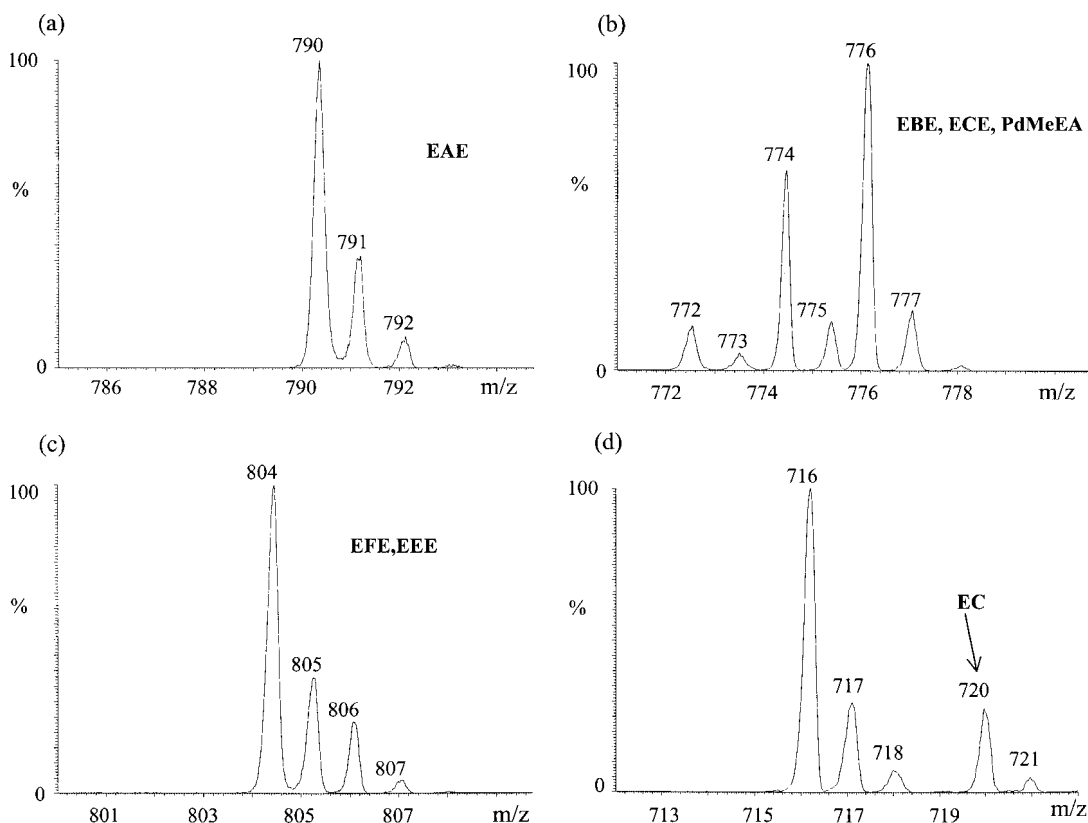 (a)
790
100
791
EAE
%
792
0
786 788 790 792 m/z
(b)
776
100
EBE, ECE, PdMeEA
774
%
775
777
772
773
0
772 774 776 778 m/z
(c)
804
100
EFE,EEE
%
805
806
807
0
801 803 805 807 m/z
(d)
716
100
EC
%
717
720
718
721
0
713 715 717 719 m/z